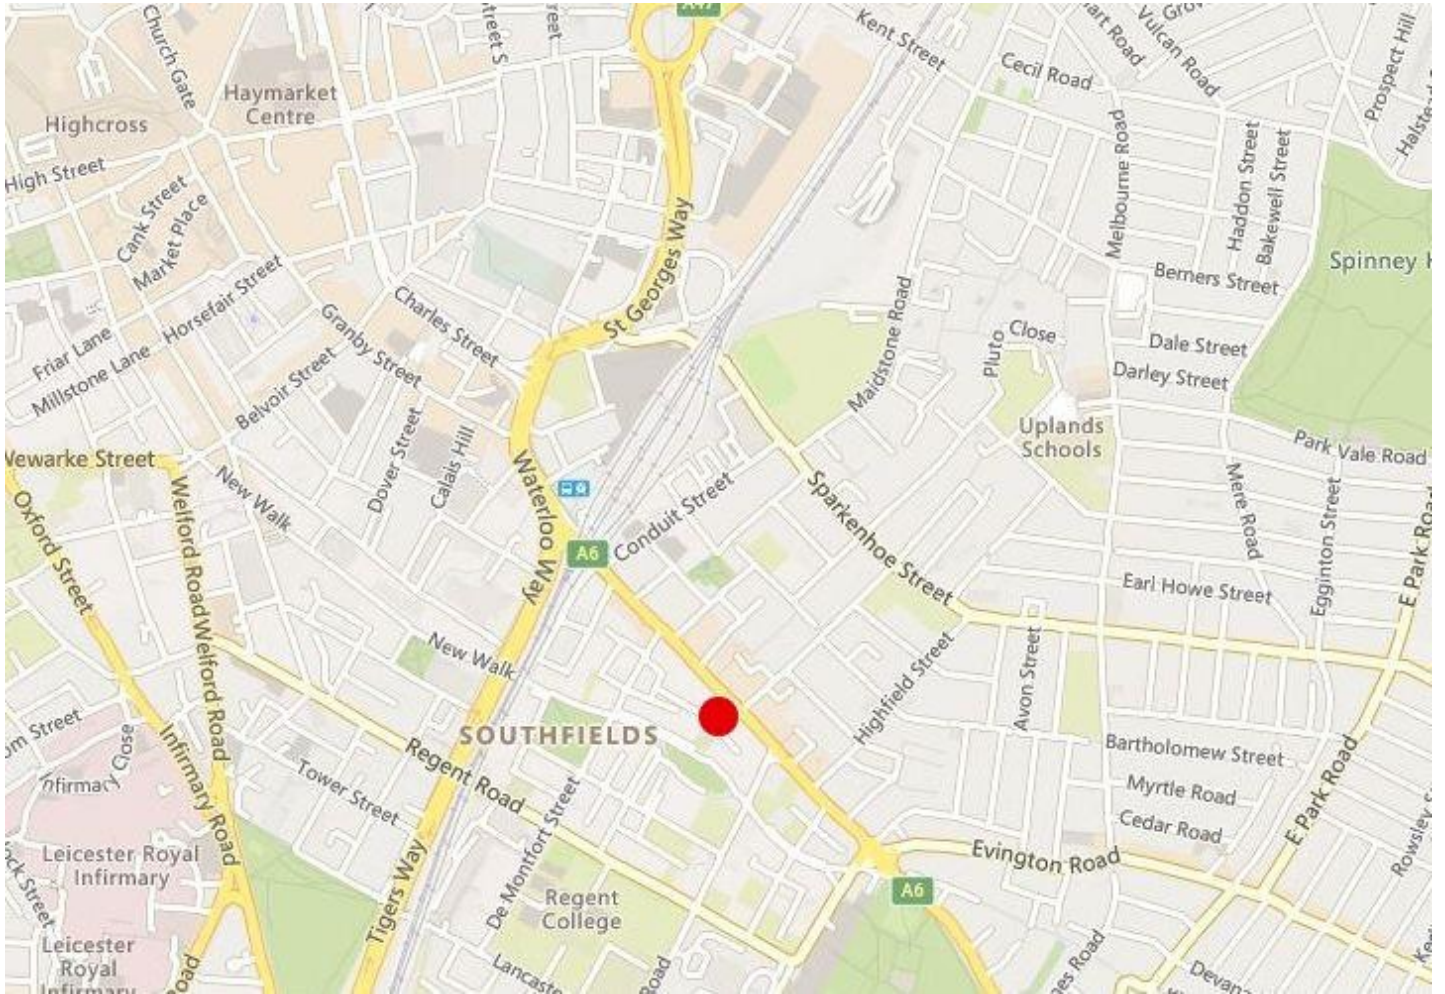 Church Gate
Haymarket
Centre
Highcross
High Street
Cank Street
Market Place
Street S
Kent Street
Cecil Road
Vulcan Road
Prospect Hill
Melbourne Road
Haddon Street
Bakewell Street
Spinney H
Berners Street
St Georges Way
Horsefair Street
Charles Street
Granby Street
Friar Lane
Millstone Lane
Belvoir Street
Maidstone Road
Pluto Close
Dale Street
Darley Street
Uplands
Schools
Park Vale Road
Newarke Street
New Walk
Dover Street
Calais Hill
Waterloo Way
Conduit Street
Sparkenhoe Street
Mere Road
Egginton Street
E Park Road
Oxford Street
Welford Road
Welford Road
A6
Earl Howe Street
New Walk
Highfield Street
Avon Street
SOUTHFIELDS
Regent Road
Infirmary Road
Tower Street
nfirmary Close
Bartholomew Street
Myrtle Road
Cedar Road
E Park Road
Evington Road
Leicester Royal
Infirmary
Tigers Way
De Montfort Street
Regent
College
A6
Leicester
Royal
Infirmary